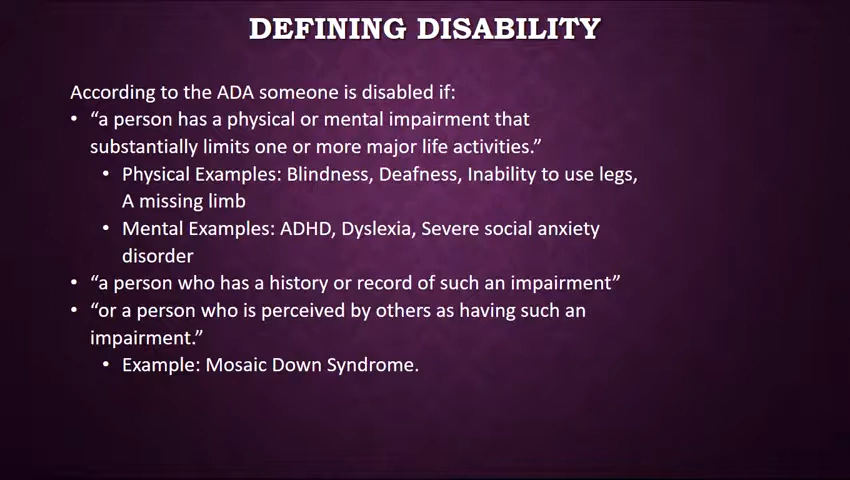 DEFINING DISABILITY
According to the ADA someone is disabled if:
• “a person has a physical or mental impairment that
substantially limits one or more major life activities.”
• Physical Examples: Blindness, Deafness, Inability to use legs,
A missing limb
• Mental Examples: ADHD, Dyslexia, Severe social anxiety
disorder
• “a person who has a history or record of such an impairment”
• “or a person who is perceived by others as having such an
impairment.”
• Example: Mosaic Down Syndrome.